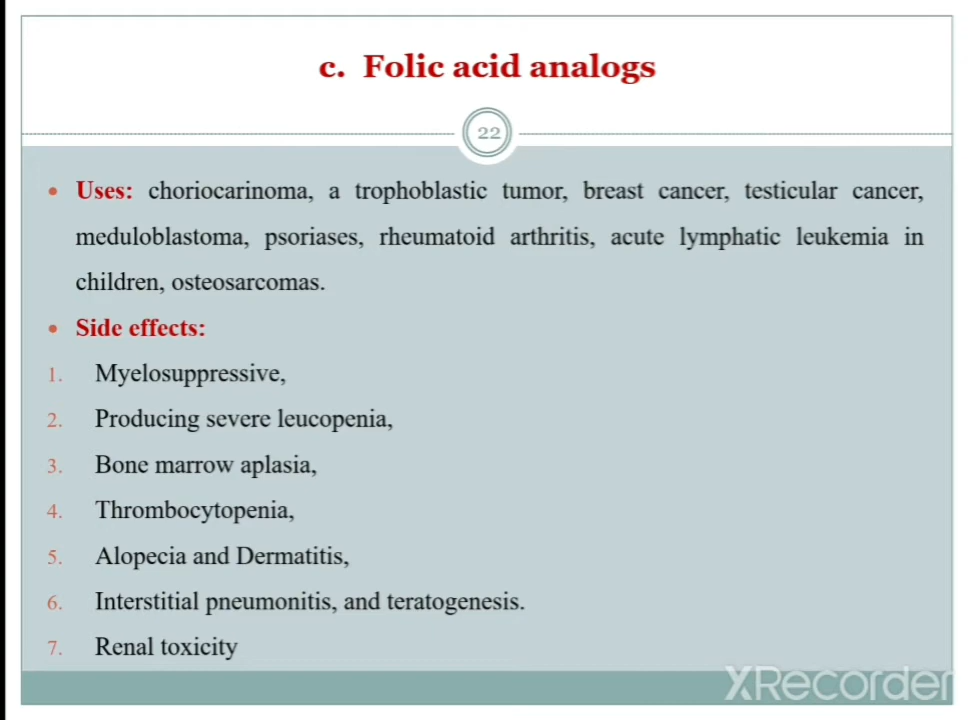 c. Folic acid analogs
22
• Uses: choriocarinoma, a trophoblastic tumor, breast cancer, testicular cancer,
meduloblastoma, psoriases, rheumatoid arthritis, acute lymphatic leukemia in
children, osteosarcomas.
• Side effects:
1. Myelosuppressive,
2. Producing severe leucopenia,
3. Bone marrow aplasia,
4. Thrombocytopenia,
5. Alopecia and Dermatitis,
6. Interstitial pneumonitis, and teratogenesis.
7. Renal toxicity
XRecorder